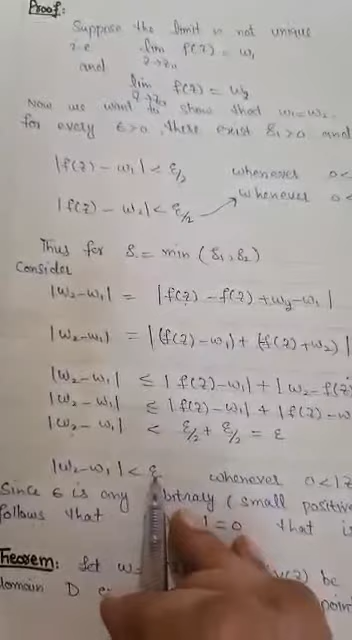 Proof:
Suppose the limit is not unique
i.e lim z→z₀ f(z) = w₁
and
lim z→z₀ f(z) = w₂
Now we want to show that w₁=w₂.
for every ϵ>0, there exist δ₁>0 and
|f(z) - w₁| < ε/2 whenever 0<
|f(z) - w₂| < ε/2 whenever 0<
Thus for δ = min (δ₁, δ₂)
Consider
|w₂-w₁| = |f(z) - f(z) + w₂ - w₁|
|w₂-w₁| = |(f(z) - w₁) + (-f(z) + w₂)|
|w₂-w₁| ≤ |f(z)-w₁| + |w₂-f(z)
|w₂-w₁| ≤ |f(z)-w₁| + |f(z)-w
|w₂-w₁| < ε/2 + ε/2 = ε
|w₂-w₁| < ε whenever 0<|z
Since ϵ is any arbitraly (small positive
follows that | = 0 that is
Theorem: Let w (z) be
domain D poin